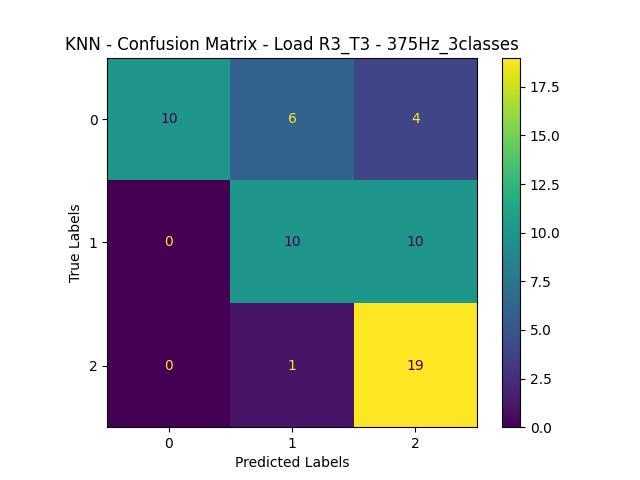 KNN - Confusion Matrix - Load R3_T3 - 375Hz_3classes
True Labels
0
1
2
10 6 4
0 10 10
0 1 19
0 1 2
Predicted Labels
17.5
15.0
12.5
10.0
7.5
5.0
2.5
0.0